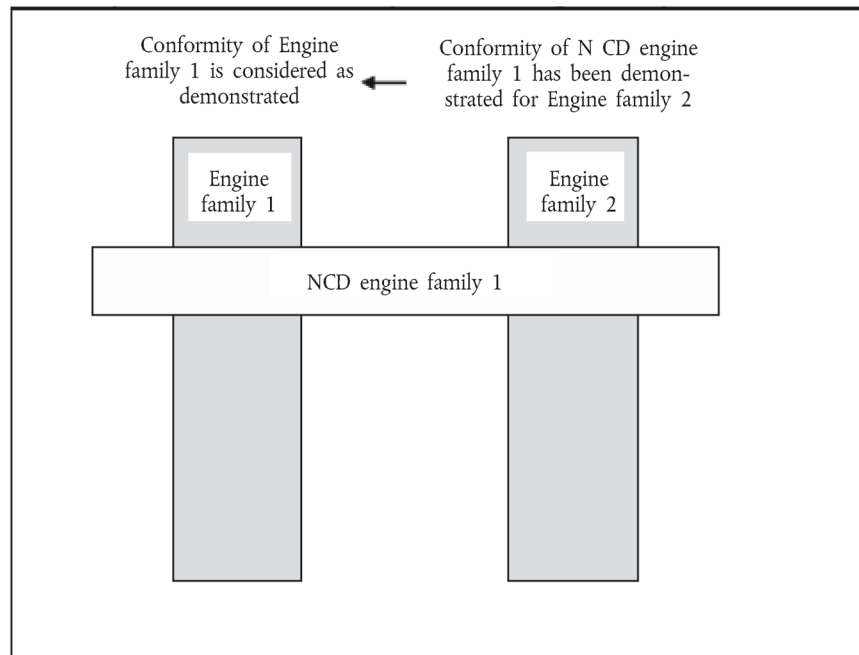 Conformity of Engine
family 1 is considered as
demonstrated
Conformity of N CD engine
family 1 has been demon-
strated for Engine family 2
Engine
family 1
Engine
family 2
NCD engine family 1